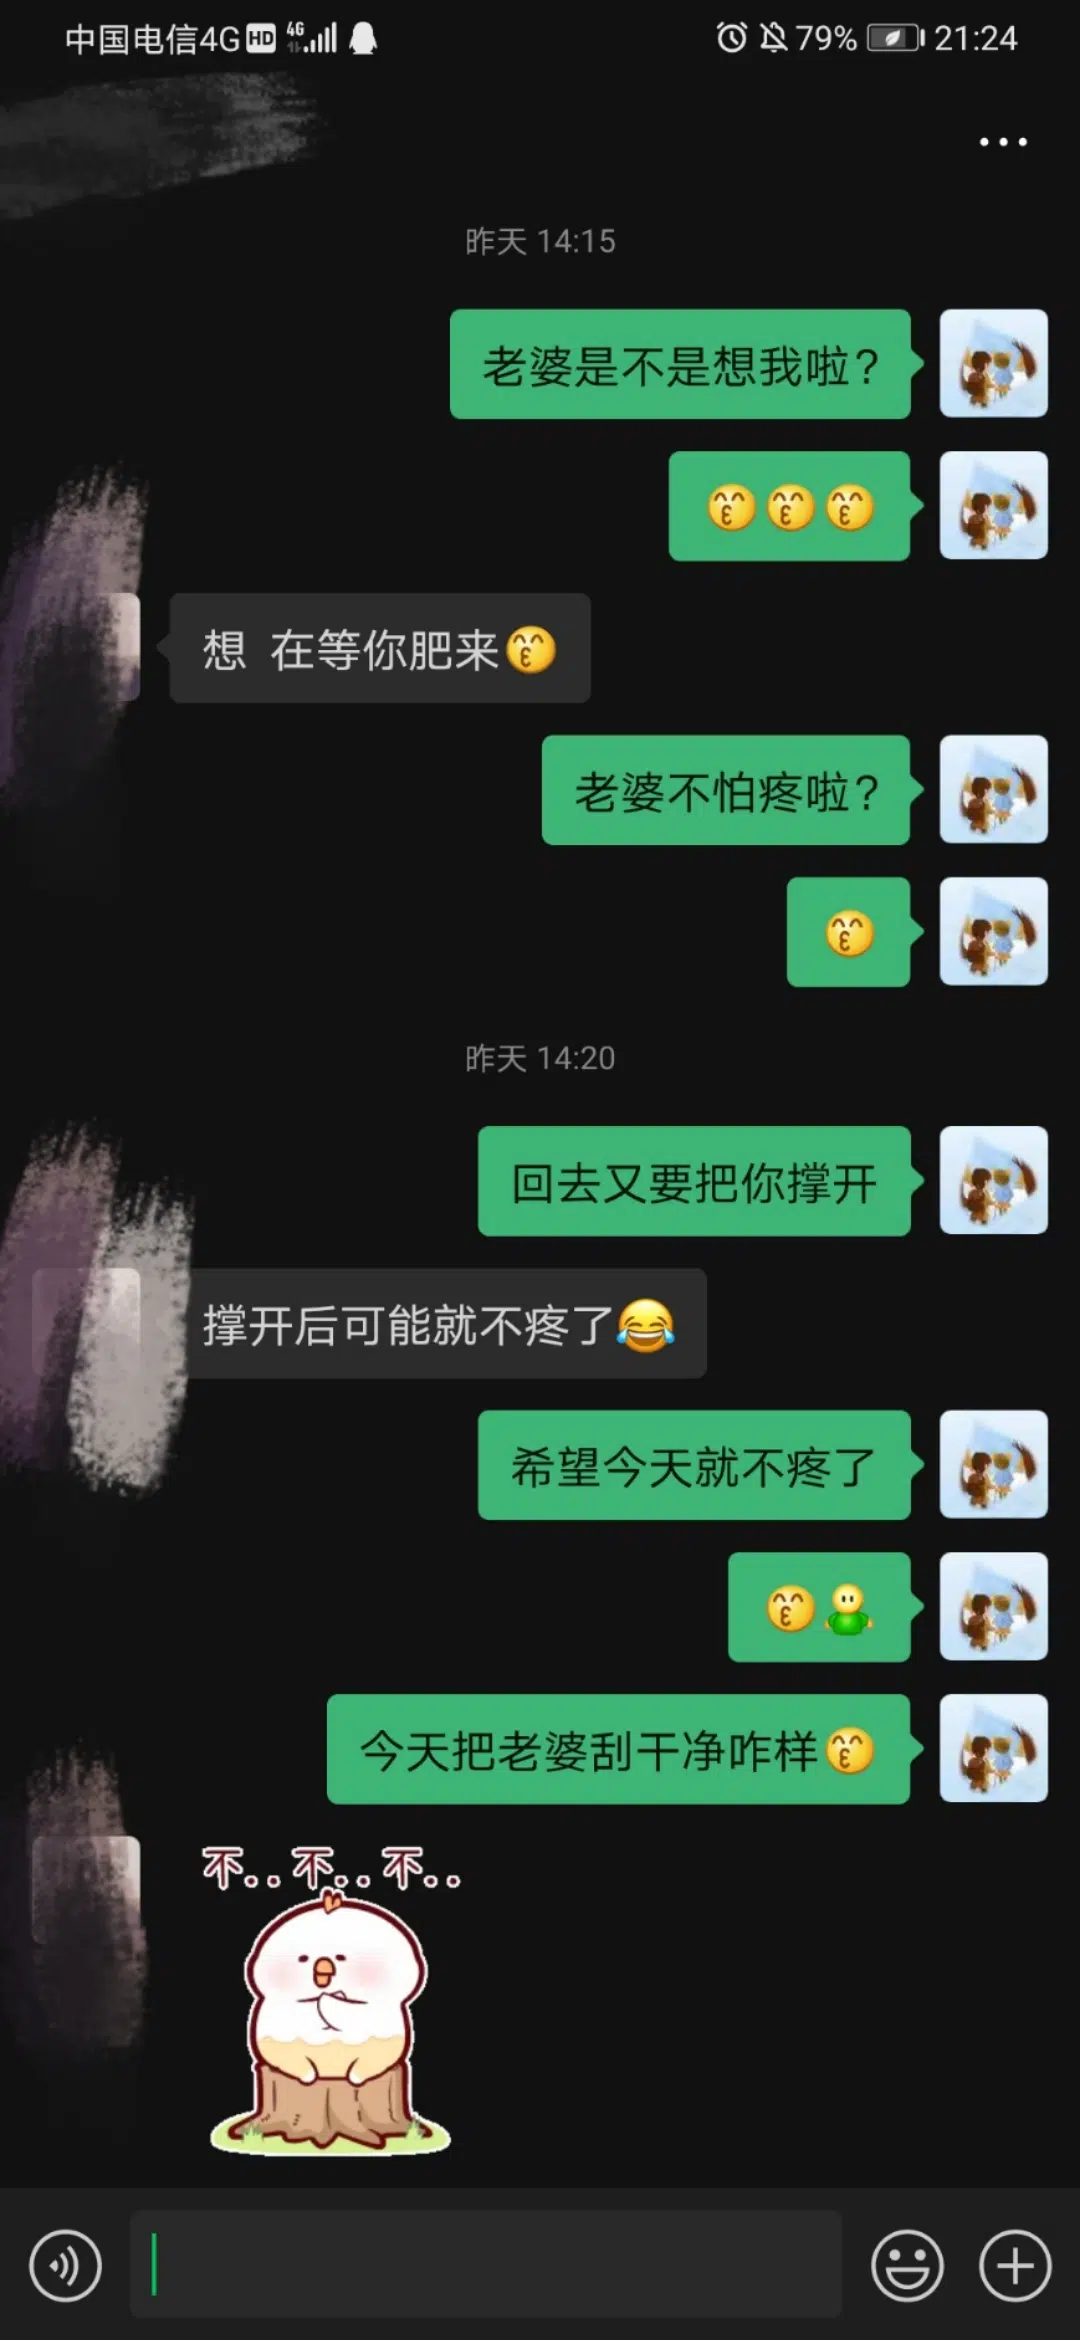 中国电信4G HD 4G 79% 21:24
昨天 14:15
老婆是不是想我啦？
想 在等你肥来
老婆不怕疼啦？
昨天 14:20
回去又要把你撑开
撑开后可能就不疼了
希望今天就不疼了
今天把老婆刮干净咋样
不..不..不..